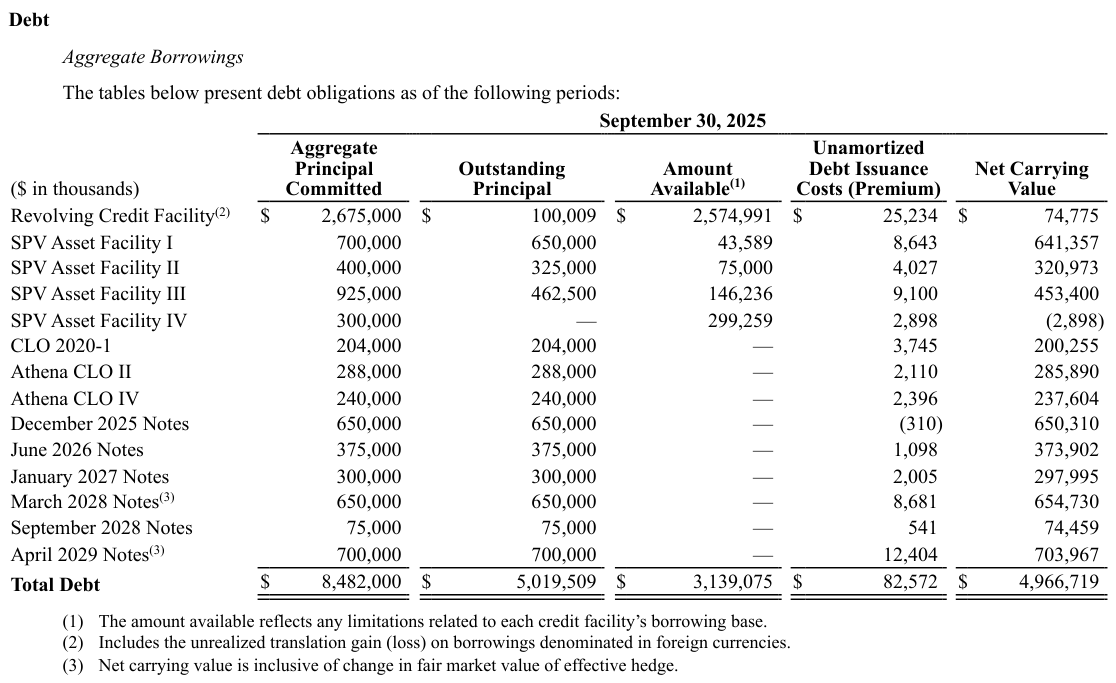 Debt
Aggregate Borrowings
The tables below present debt obligations as of the following periods:
September 30, 2025
($ in thousands) Aggregate Principal Committed Outstanding Principal Amount Available(1) Unamortized Debt Issuance Costs (Premium) Net Carrying Value
Revolving Credit Facility(2) $ 2,675,000 $ 100,009 $ 2,574,991 $ 25,234 $ 74,775
SPV Asset Facility I 700,000 650,000 43,589 8,643 641,357
SPV Asset Facility II 400,000 325,000 75,000 4,027 320,973
SPV Asset Facility III 925,000 462,500 146,236 9,100 453,400
SPV Asset Facility IV 300,000 — 299,259 2,898 (2,898)
CLO 2020-1 204,000 204,000 — 3,745 200,255
Athena CLO II 288,000 288,000 — 2,110 285,890
Athena CLO IV 240,000 240,000 — 2,396 237,604
December 2025 Notes 650,000 650,000 — (310) 650,310
June 2026 Notes 375,000 375,000 — 1,098 373,902
January 2027 Notes 300,000 300,000 — 2,005 297,995
March 2028 Notes(3) 650,000 650,000 — 8,681 654,730
September 2028 Notes 75,000 75,000 — 541 74,459
April 2029 Notes(3) 700,000 700,000 — 12,404 703,967
Total Debt $ 8,482,000 $ 5,019,509 $ 3,139,075 $ 82,572 $ 4,966,719
(1) The amount available reflects any limitations related to each credit facility's borrowing base.
(2) Includes the unrealized translation gain (loss) on borrowings denominated in foreign currencies.
(3) Net carrying value is inclusive of change in fair market value of effective hedge.